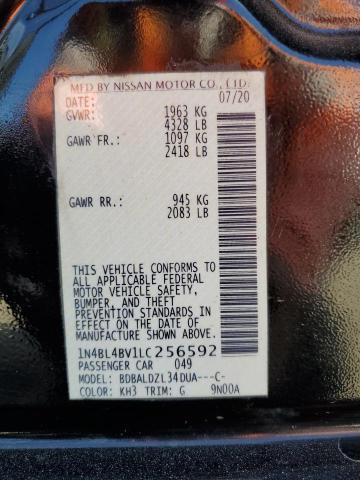 MFD BY NISSAN MOTOR CO., LTD.
DATE: 07/20
GVWR: 1963 KG
4328 LB
GAWR FR.: 1097 KG
2418 LB
GAWR RR.: 945 KG
2083 LB
THIS VEHICLE CONFORMS TO
ALL APPLICABLE FEDERAL
MOTOR VEHICLE SAFETY,
BUMPER, AND THEFT
PREVENTION STANDARDS
IN EFFECT ON THE DATE OF
MANUFACTURE SHOWN ABOVE.
1N4BL4BV1LC256592
PASSENGER CAR 049
MODEL: BDBALDZL34DUA---C-
COLOR: KH3 TRIM: G 9N00A